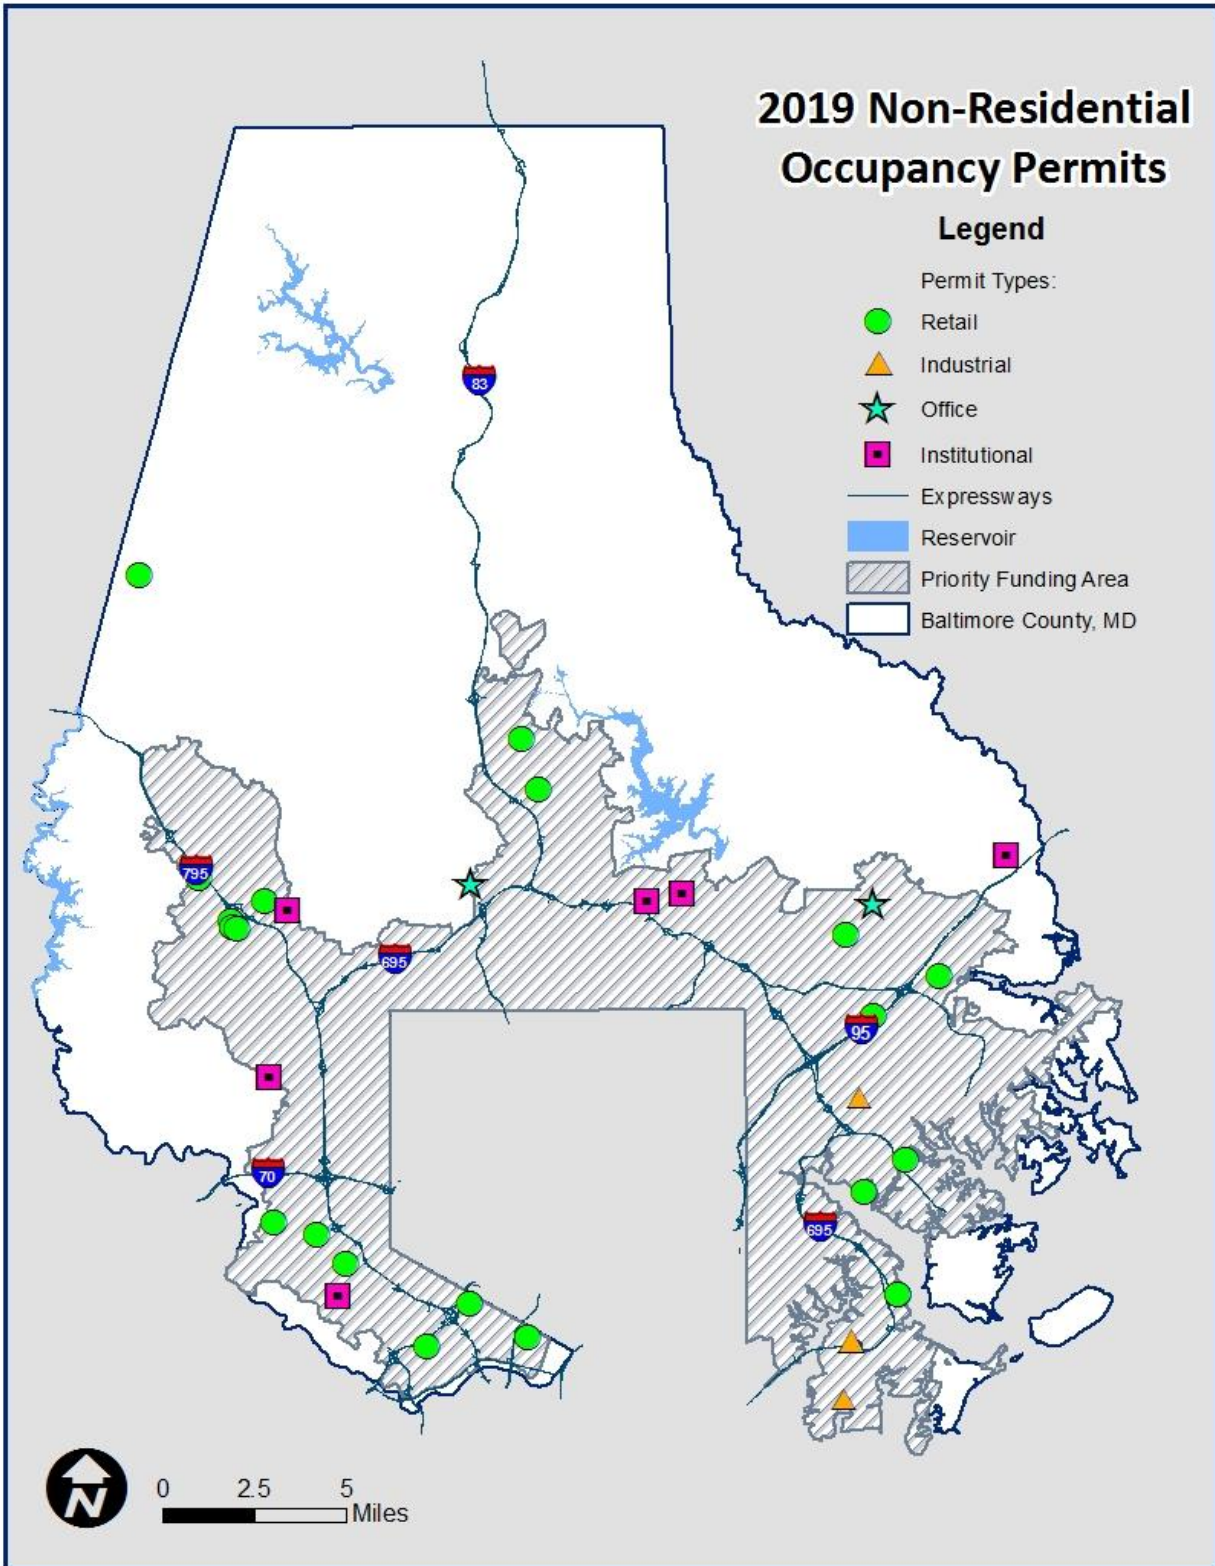 2019 Non-Residential
Occupancy Permits
Legend
Permit Types:
Retail
Industrial
Office
Institutional
Expressways
Reservoir
Priority Funding Area
Baltimore County, MD
83
795
695
95
70
695
N
0 2.5 5
Miles